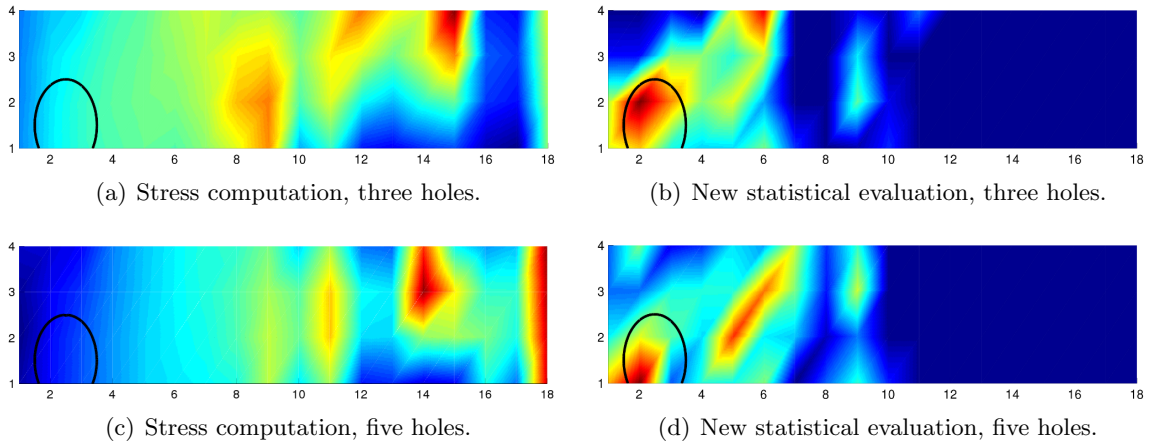 4
3
2
1
2 4 6 8 10 12 14 16 18
(a) Stress computation, three holes.
4
3
2
1
2 4 6 8 10 12 14 16 18
(b) New statistical evaluation, three holes.
4
3
2
1
2 4 6 8 10 12 14 16 18
(c) Stress computation, five holes.
4
3
2
1
2 4 6 8 10 12 14 16 18
(d) New statistical evaluation, five holes.